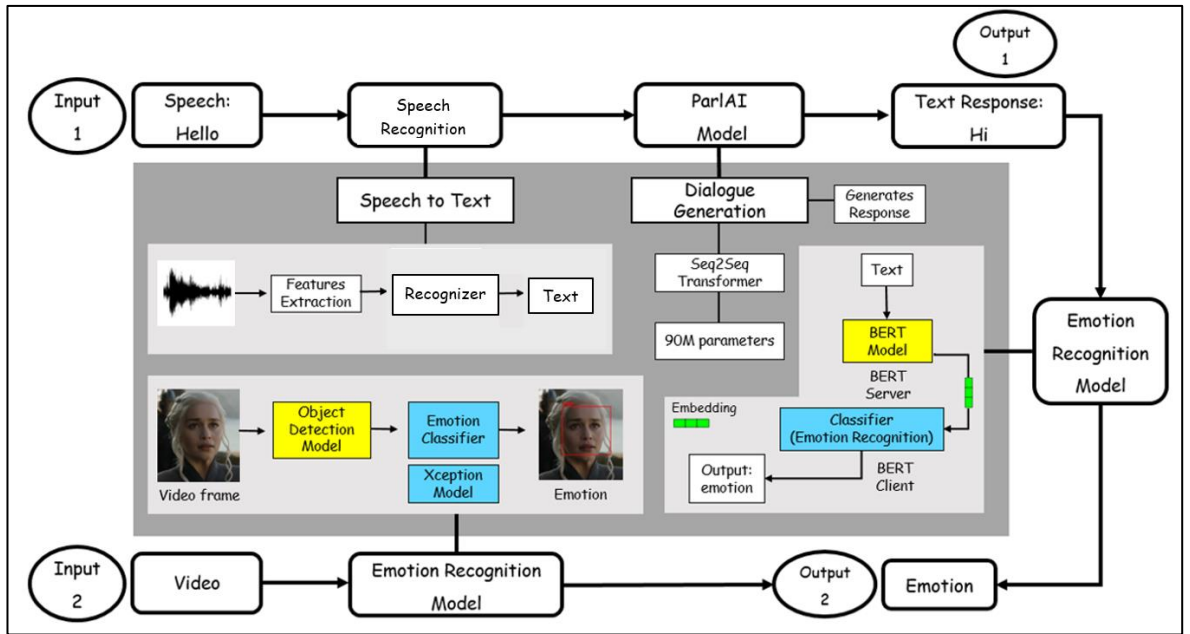 Output
1
Input
1
Speech:
Hello
Speech
Recognition
ParlAI
Model
Text Response:
Hi
Speech to Text
Dialogue
Generation
Generates
Response
Features
Extraction
Recognizer
Text
Seq2Seq
Transformer
90M parameters
Text
BERT
Model
BERT
Server
Embedding
Classifier
(Emotion Recognition)
Output:
emotion
BERT
Client
Emotion
Recognition
Model
Object
Detection
Model
Emotion
Classifier
Xception
Model
Video frame
Emotion
Input
2
Video
Emotion Recognition
Model
Output
2
Emotion